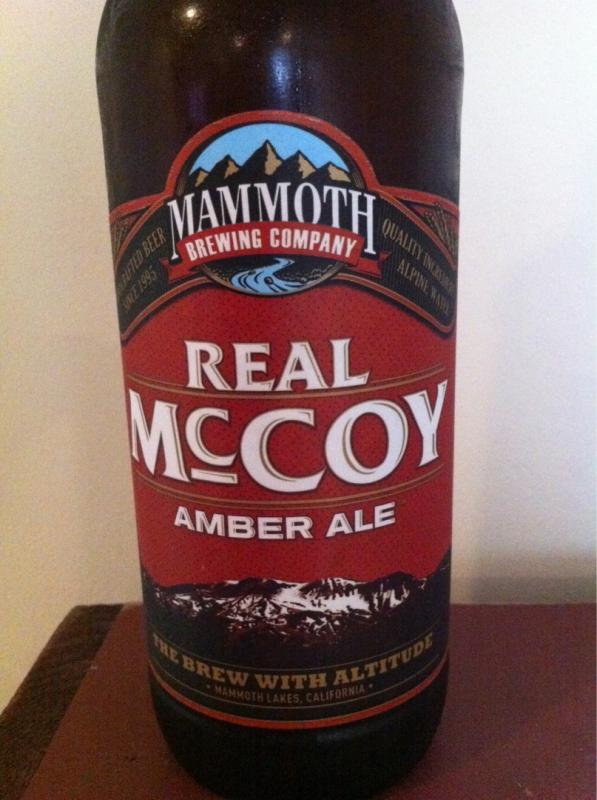 MAMMOTH
BREWING COMPANY
BEER
SINCE 1995
QUALITY
ALPINE WATER
REAL
McCOY
AMBER ALE
THE BREW WITH ALTITUDE
• MAMMOTH LAKES, CALIFORNIA •